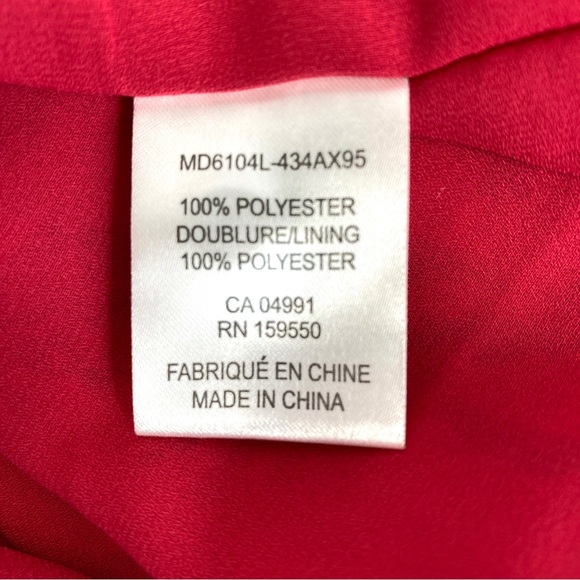 MD6104L-434AX95
100% POLYESTER
DOUBLURE/LINING
100% POLYESTER
CA 04991
RN 159550
FABRIQUÉ EN CHINE
MADE IN CHINA